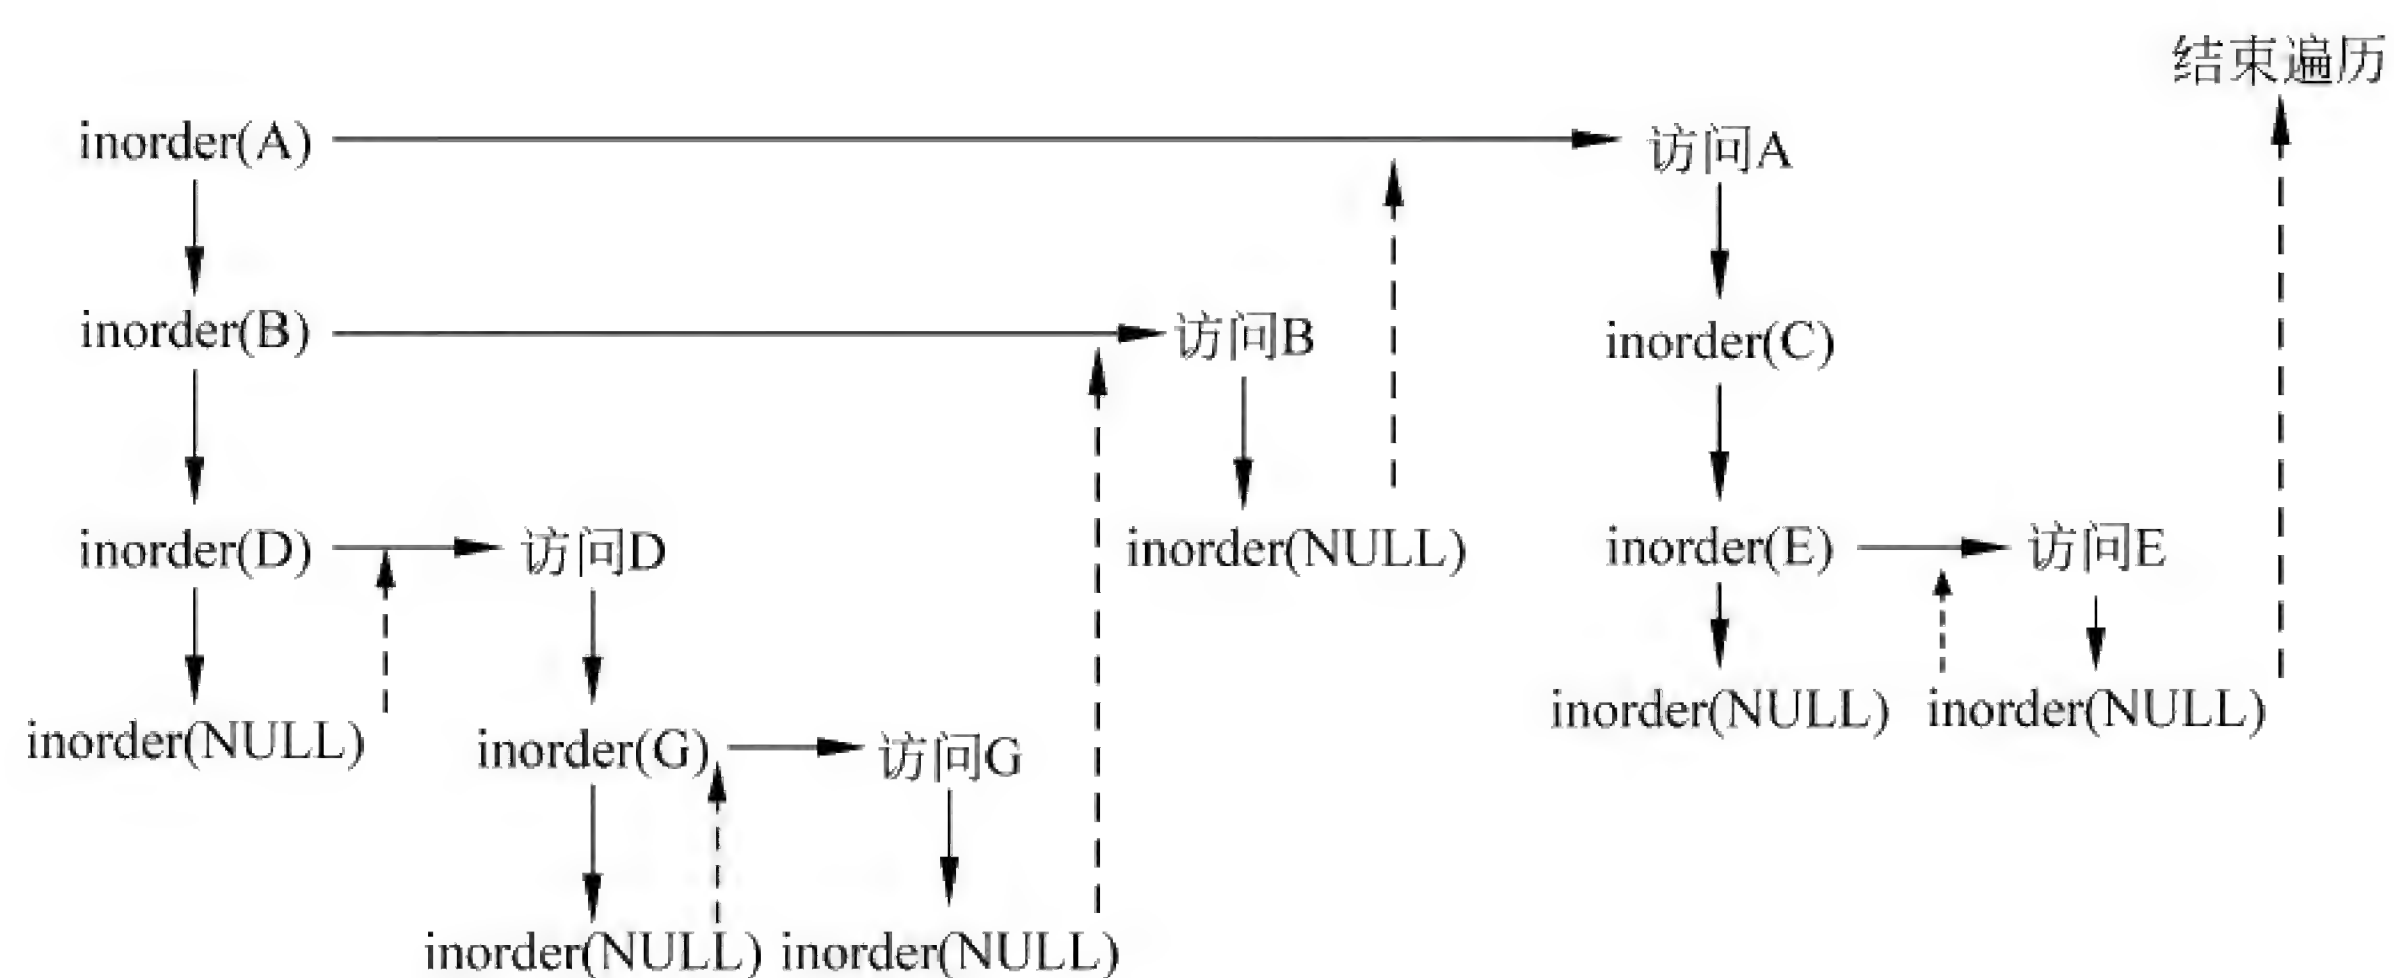 结束遍历
inorder(A) 访问A
inorder(B) 访问B inorder(C)
inorder(D) 访问D inorder(NULL) inorder(E) 访问E
inorder(NULL) inorder(G) 访问G inorder(NULL) inorder(NULL)
inorder(NULL) inorder(NULL)